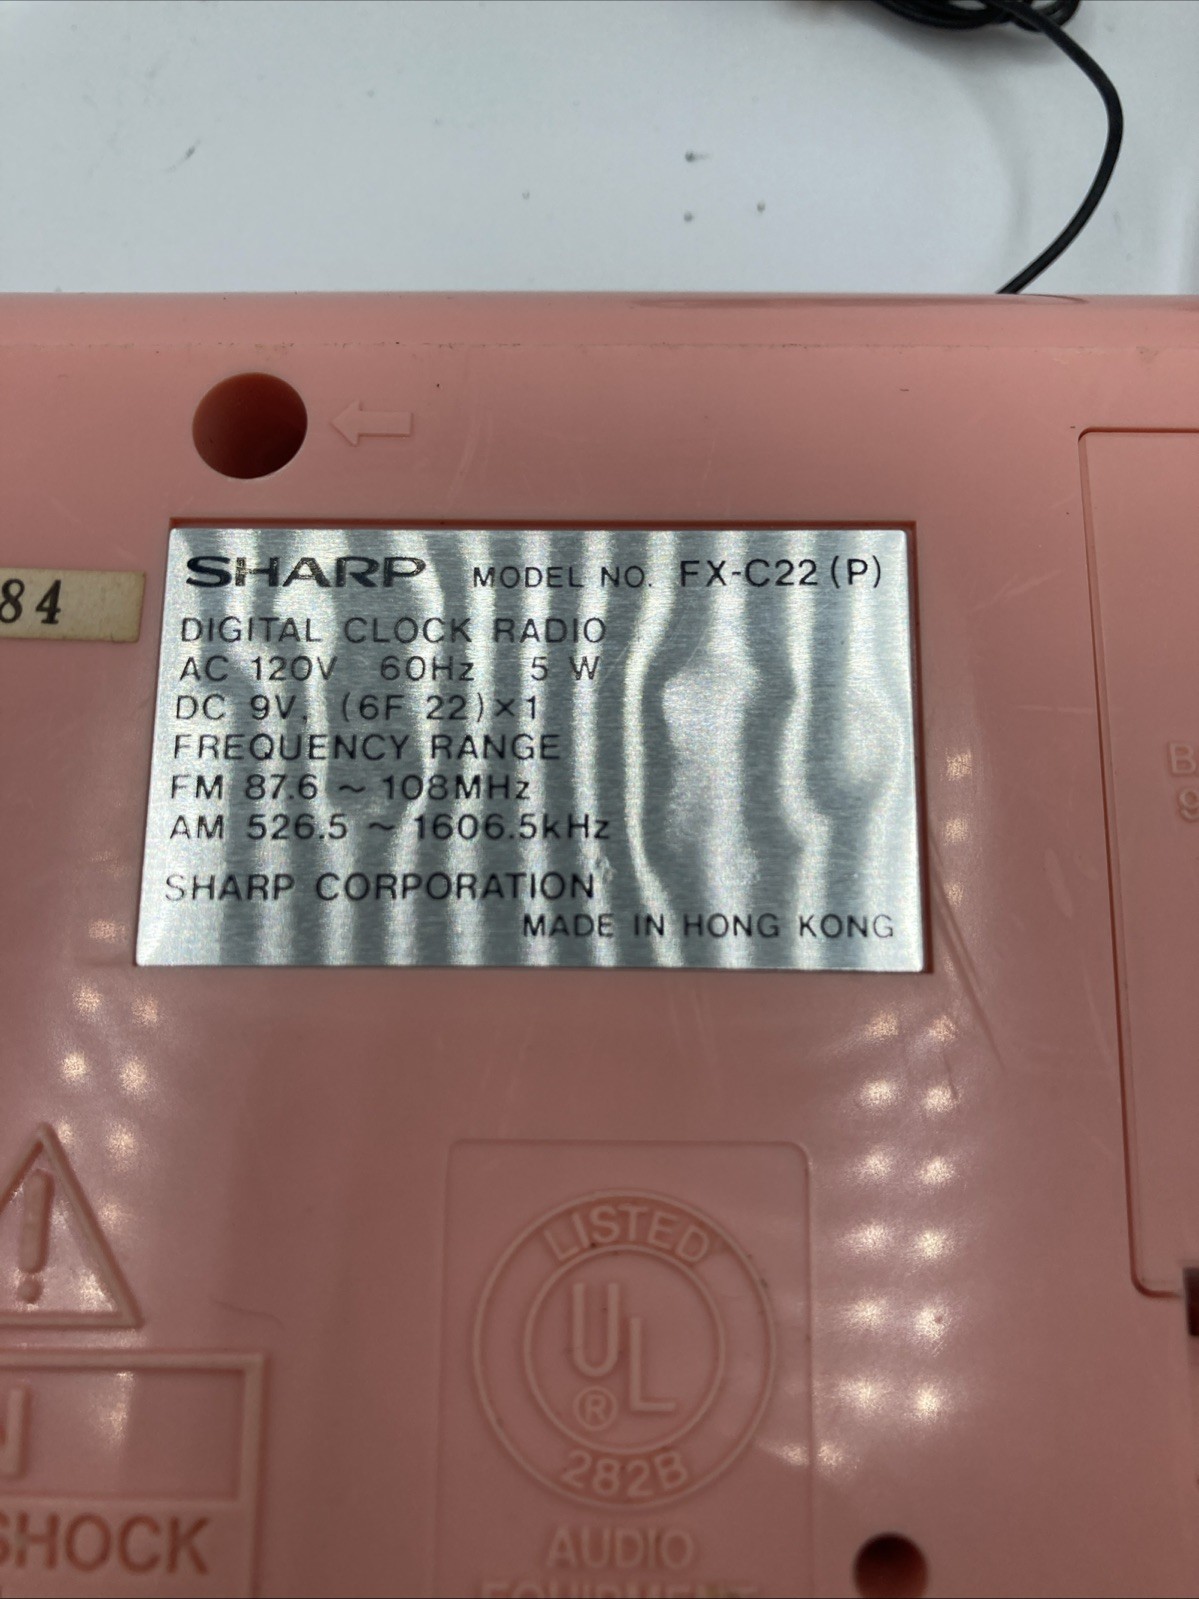 SHARP MODEL NO. FX-C22 (P)
84
DIGITAL CLOCK RADIO
AC 120V 60Hz 5 W
DC 9V, (6F 22)×1
FREQUENCY RANGE
FM 87.6 ~ 108MHz
AM 526.5 ~ 1606.5kHz
SHARP CORPORATION
MADE IN HONG KONG
B
9
!
LISTED
UL
®
282B
N
SHOCK
AUDIO
EQUIPMENT